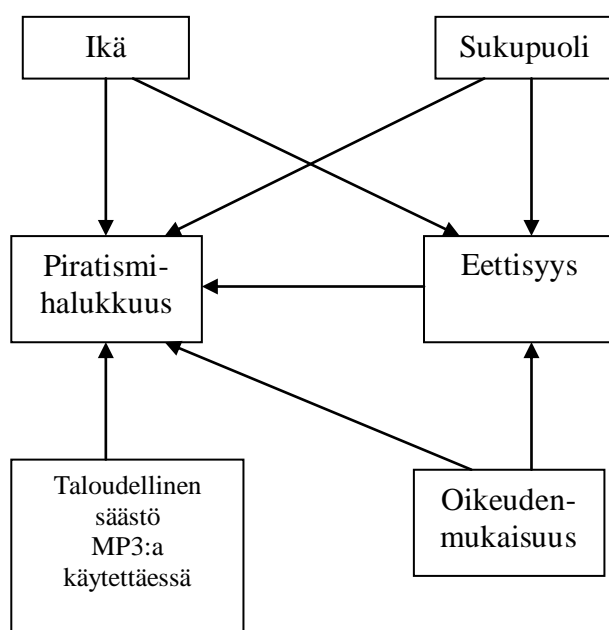 Ikä
Sukupuoli
Piratismi-
halukkuus
Eettisyys
Taloudellinen
säästö
MP3:a
käytettäessä
Oikeuden-
mukaisuus